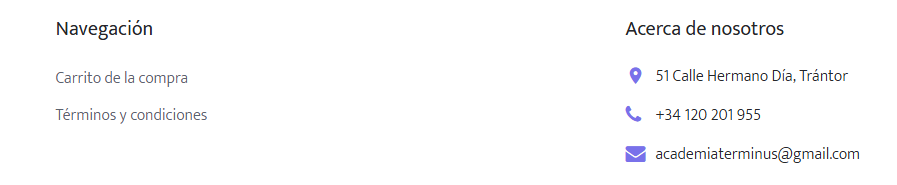 Navegación
Carrito de la compra
Términos y condiciones
Acerca de nosotros
51 Calle Hermano Día, Trántor
+34 120 201 955
academiaterminus@gmail.com